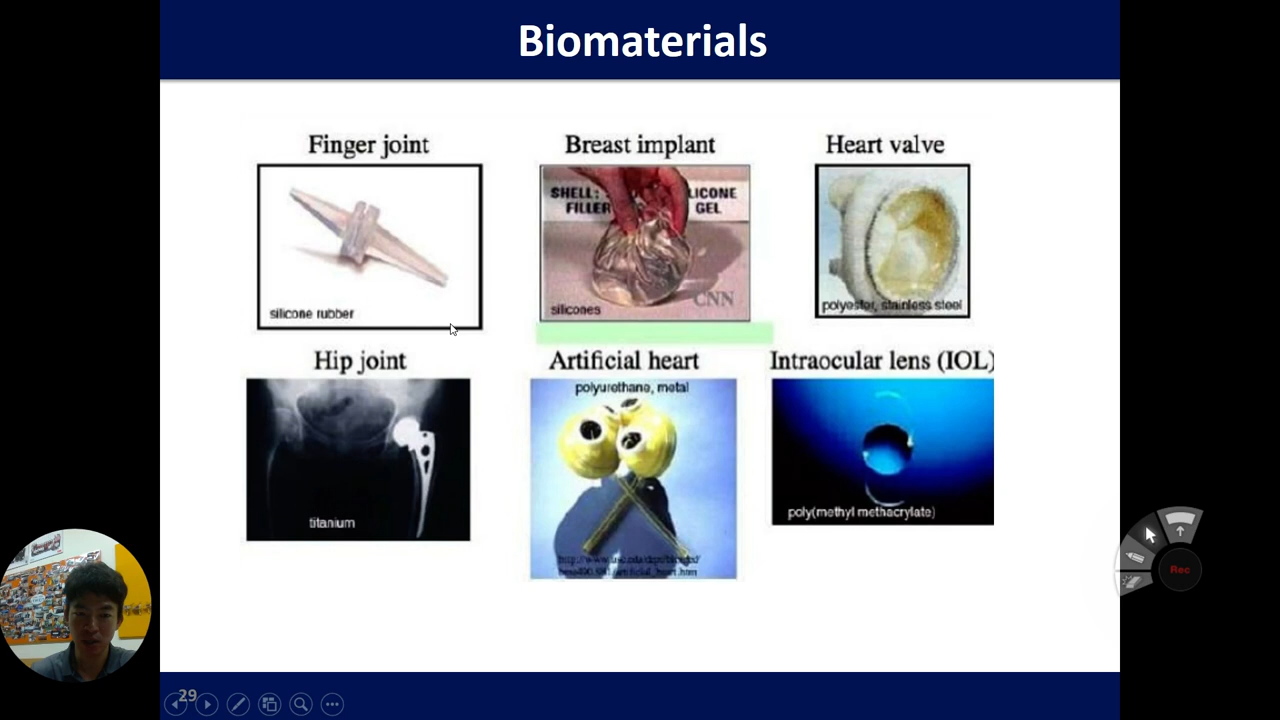 Biomaterials
Finger joint
silicone rubber
Breast implant
SHELL: LICONE
FILLER GEL
CNN
silicones
Heart valve
polyester, stainless steel
Hip joint
titanium
Artificial heart
polyurethane, metal
Intraocular lens (IOL)
poly(methyl methacrylate)
Rec
29